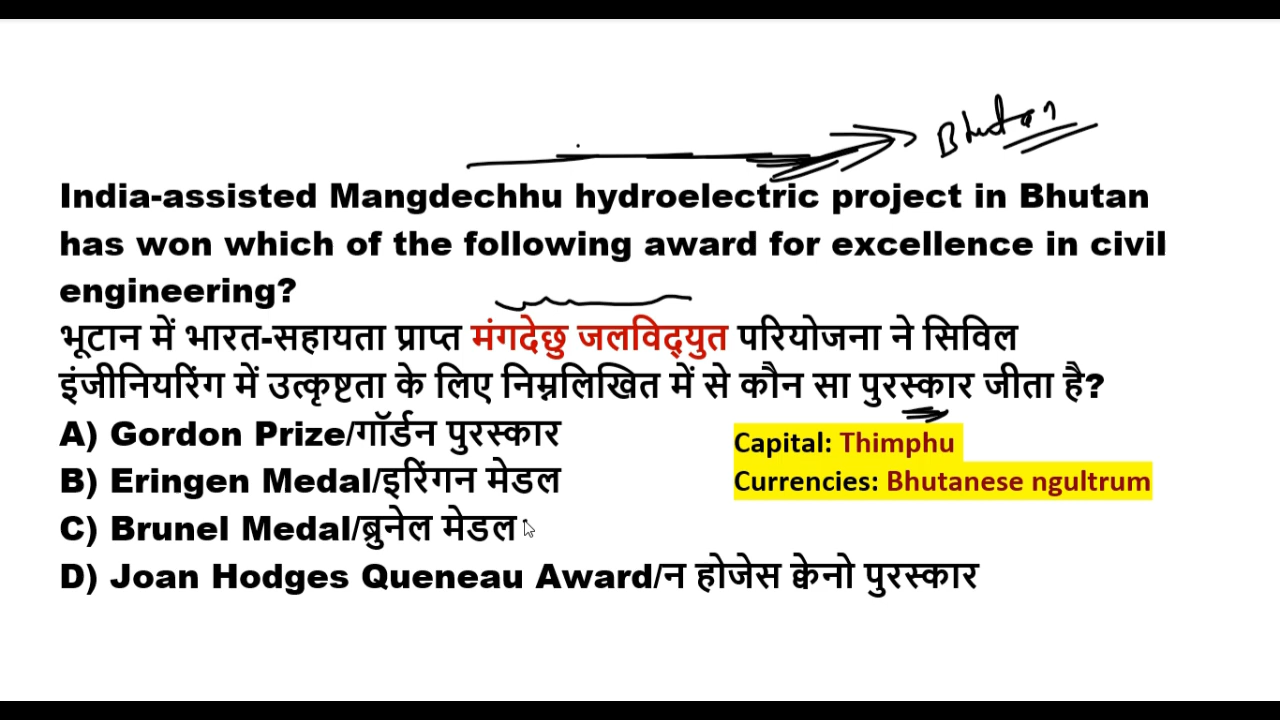 Bhutan
India-assisted Mangdechhu hydroelectric project in Bhutan
has won which of the following award for excellence in civil
engineering?
भूटान में भारत-सहायता प्राप्त मंगदेछु जलविद्युत परियोजना ने सिविल
इंजीनियरिंग में उत्कृष्टता के लिए निम्नलिखित में से कौन सा पुरस्कार जीता है?
A) Gordon Prize/गॉर्डन पुरस्कार
B) Eringen Medal/इरिंगन मेडल
C) Brunel Medal/ब्रुनेल मेडल
D) Joan Hodges Queneau Award/न होजेस क्वेनो पुरस्कार
Capital: Thimphu
Currencies: Bhutanese ngultrum